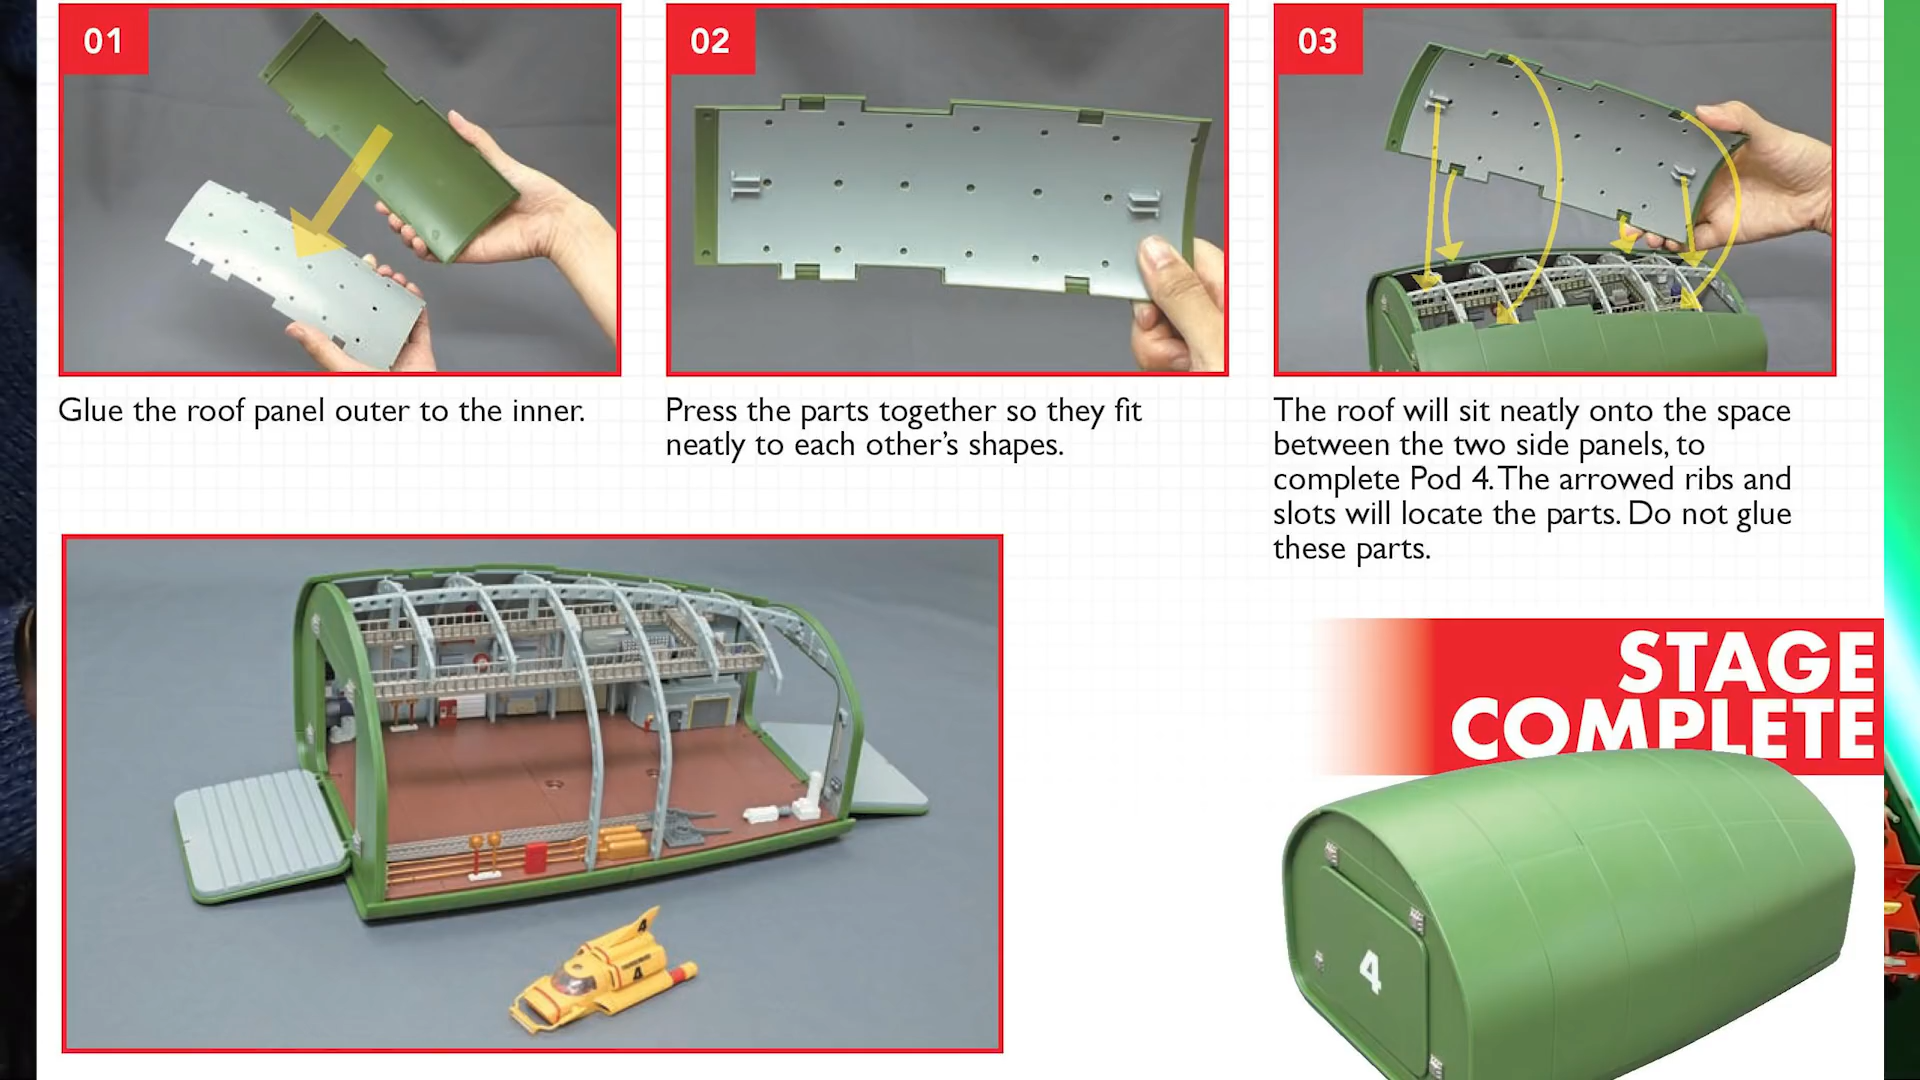 01
02
03
Glue the roof panel outer to the inner.
Press the parts together so they fit
neatly to each other's shapes.
The roof will sit neatly onto the space
between the two side panels, to
complete Pod 4. The arrowed ribs and
slots will locate the parts. Do not glue
these parts.
4
4
STAGE
COMPLETE
4